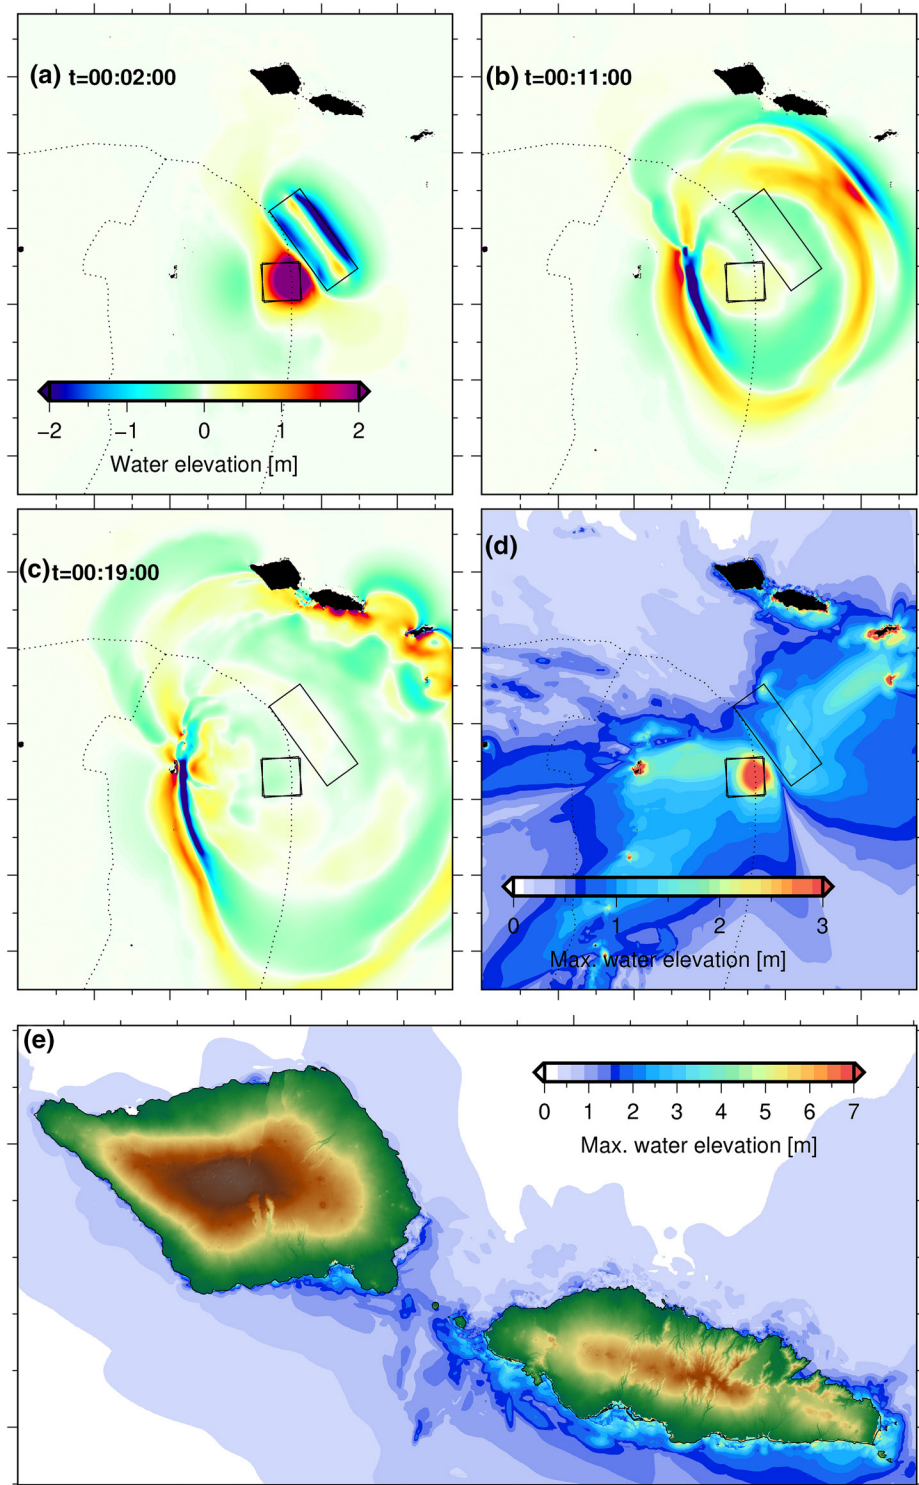 (a) t=00:02:00
−2 −1 0 1 2
Water elevation [m]
(b) t=00:11:00
(c) t=00:19:00
(d)
0 1 2 3
Max. water elevation [m]
(e)
0 1 2 3 4 5 6 7
Max. water elevation [m]